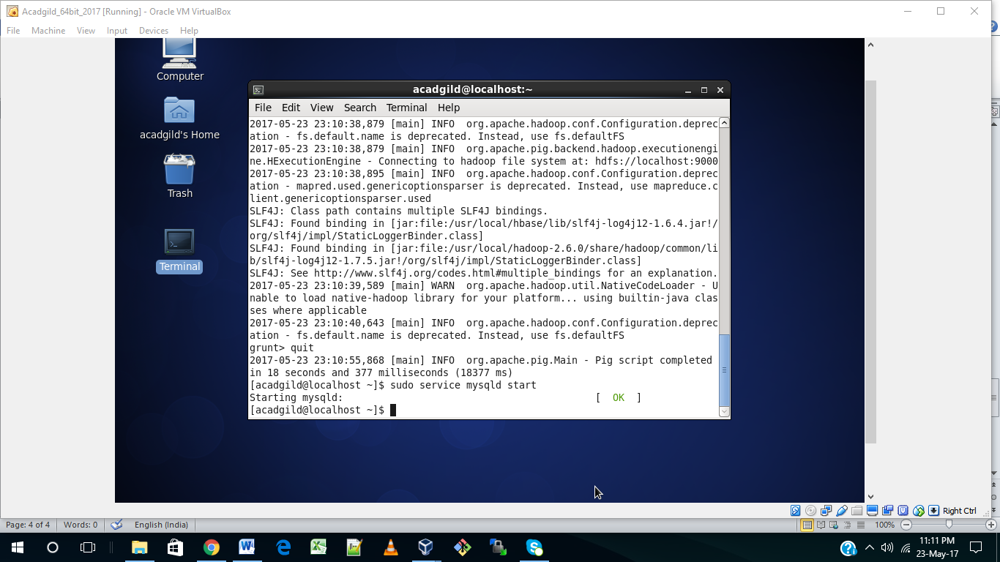 Acadgild_64bit_2017 [Running] - Oracle VM VirtualBox
File Machine View Input Devices Help
Computer
acadgild's Home
Trash
Terminal
acadgild@localhost:~
File Edit View Search Terminal Help
2017-05-23 23:10:38,879 [main] INFO  org.apache.hadoop.conf.Configuration.deprec
ation - fs.default.name is deprecated. Instead, use fs.defaultFS
2017-05-23 23:10:38,879 [main] INFO  org.apache.pig.backend.hadoop.executionengi
ne.HExecutionEngine - Connecting to hadoop file system at: hdfs://localhost:9000
2017-05-23 23:10:38,895 [main] INFO  org.apache.hadoop.conf.Configuration.deprec
ation - mapred.used.genericoptionsparser is deprecated. Instead, use mapreduce.c
lient.genericoptionsparser.used
SLF4J: Class path contains multiple SLF4J bindings.
SLF4J: Found binding in [jar:file:/usr/local/hbase/lib/slf4j-log4j12-1.6.4.jar!/
org/slf4j/impl/StaticLoggerBinder.class]
SLF4J: Found binding in [jar:file:/usr/local/hadoop-2.6.0/share/hadoop/common/li
b/slf4j-log4j12-1.7.5.jar!/org/slf4j/impl/StaticLoggerBinder.class]
SLF4J: See http://www.slf4j.org/codes.html#multiple_bindings for an explanation.
2017-05-23 23:10:39,589 [main] WARN  org.apache.hadoop.util.NativeCodeLoader - U
nable to load native-hadoop library for your platform... using builtin-java clas
ses where applicable
2017-05-23 23:10:40,643 [main] INFO  org.apache.hadoop.conf.Configuration.deprec
ation - fs.default.name is deprecated. Instead, use fs.defaultFS
grunt> quit
2017-05-23 23:10:55,868 [main] INFO  org.apache.pig.Main - Pig script completed
in 18 seconds and 377 milliseconds (18377 ms)
[acadgild@localhost ~]$ sudo service mysqld start
Starting mysqld:                                           [  OK  ]
[acadgild@localhost ~]$
Right Ctrl
Page: 4 of 4 Words: 0 English (India) 100%
11:11 PM
23-May-17